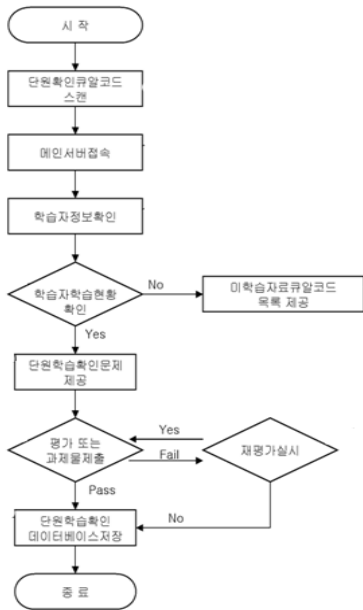 시 작
단원확인큐알코드
스캔
메인서버접속
학습자정보확인
학습자학습현황
확인
No
미학습자료큐알코드
목록 제공
Yes
단원학습확인문제
제공
평가 또는
과제물제출
Yes
Fail
재평가실시
Pass
No
단원학습확인
데이터베이스저장
종 료